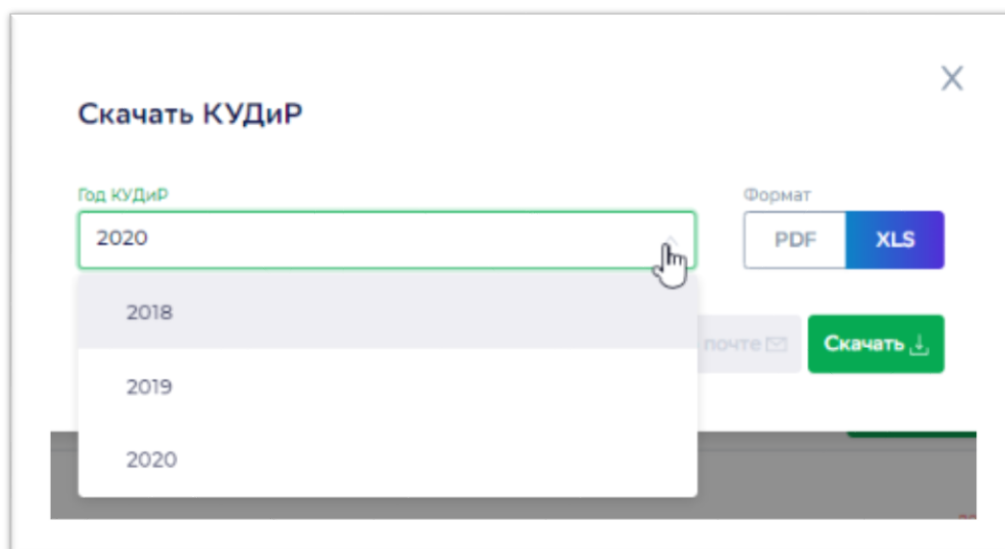 X
Скачать КУДиР
Год КУДиР
Формат
2020
PDF XLS
2018
почте Скачать
2019
2020